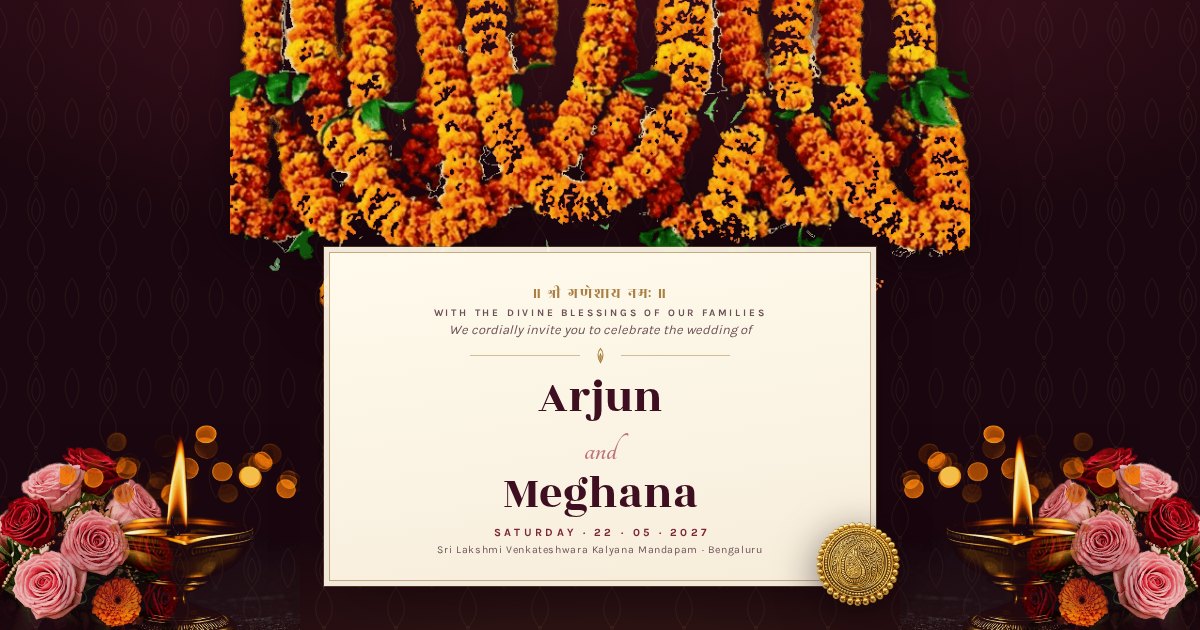 ॥ श्री गणेशाय नमः ॥
WITH THE DIVINE BLESSINGS OF OUR FAMILIES
We cordially invite you to celebrate the wedding of
Arjun
and
Meghana
SATURDAY · 22 · 05 · 2027
Sri Lakshmi Venkateshwara Kalyana Mandapam · Bengaluru